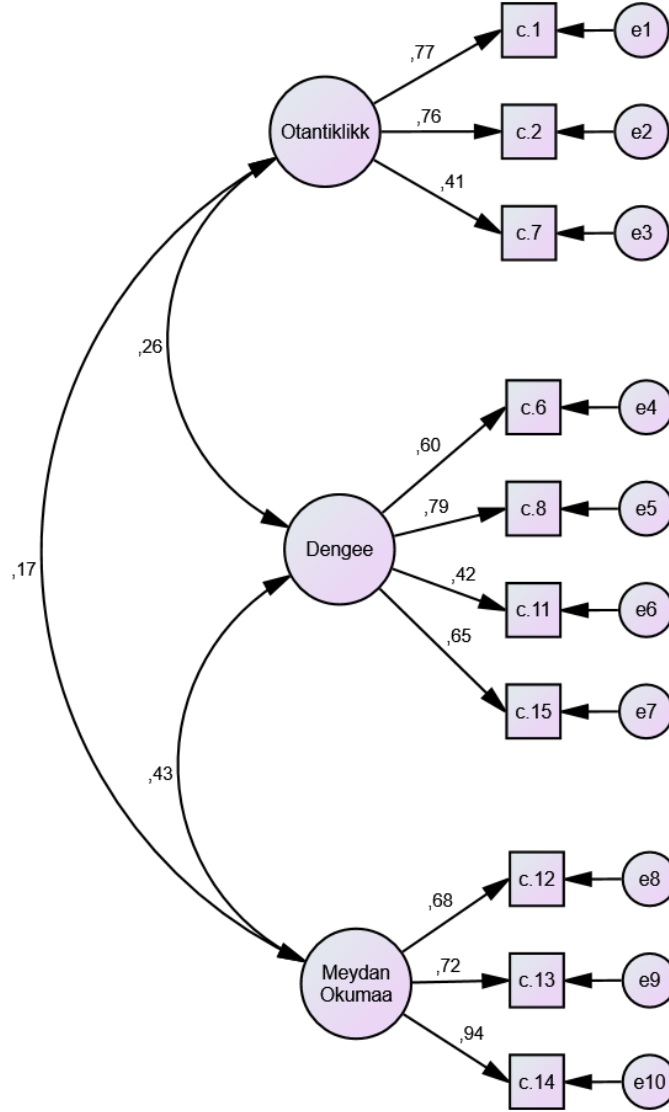 c.1
e1
,77
Otantiklikk
,76
c.2
e2
,41
c.7
e3
,26
,17
c.6
e4
,60
Dengee
,79
c.8
e5
,42
c.11
e6
,65
c.15
e7
,43
c.12
e8
,68
Meydan
Okumaa
,72
c.13
e9
,94
c.14
e10